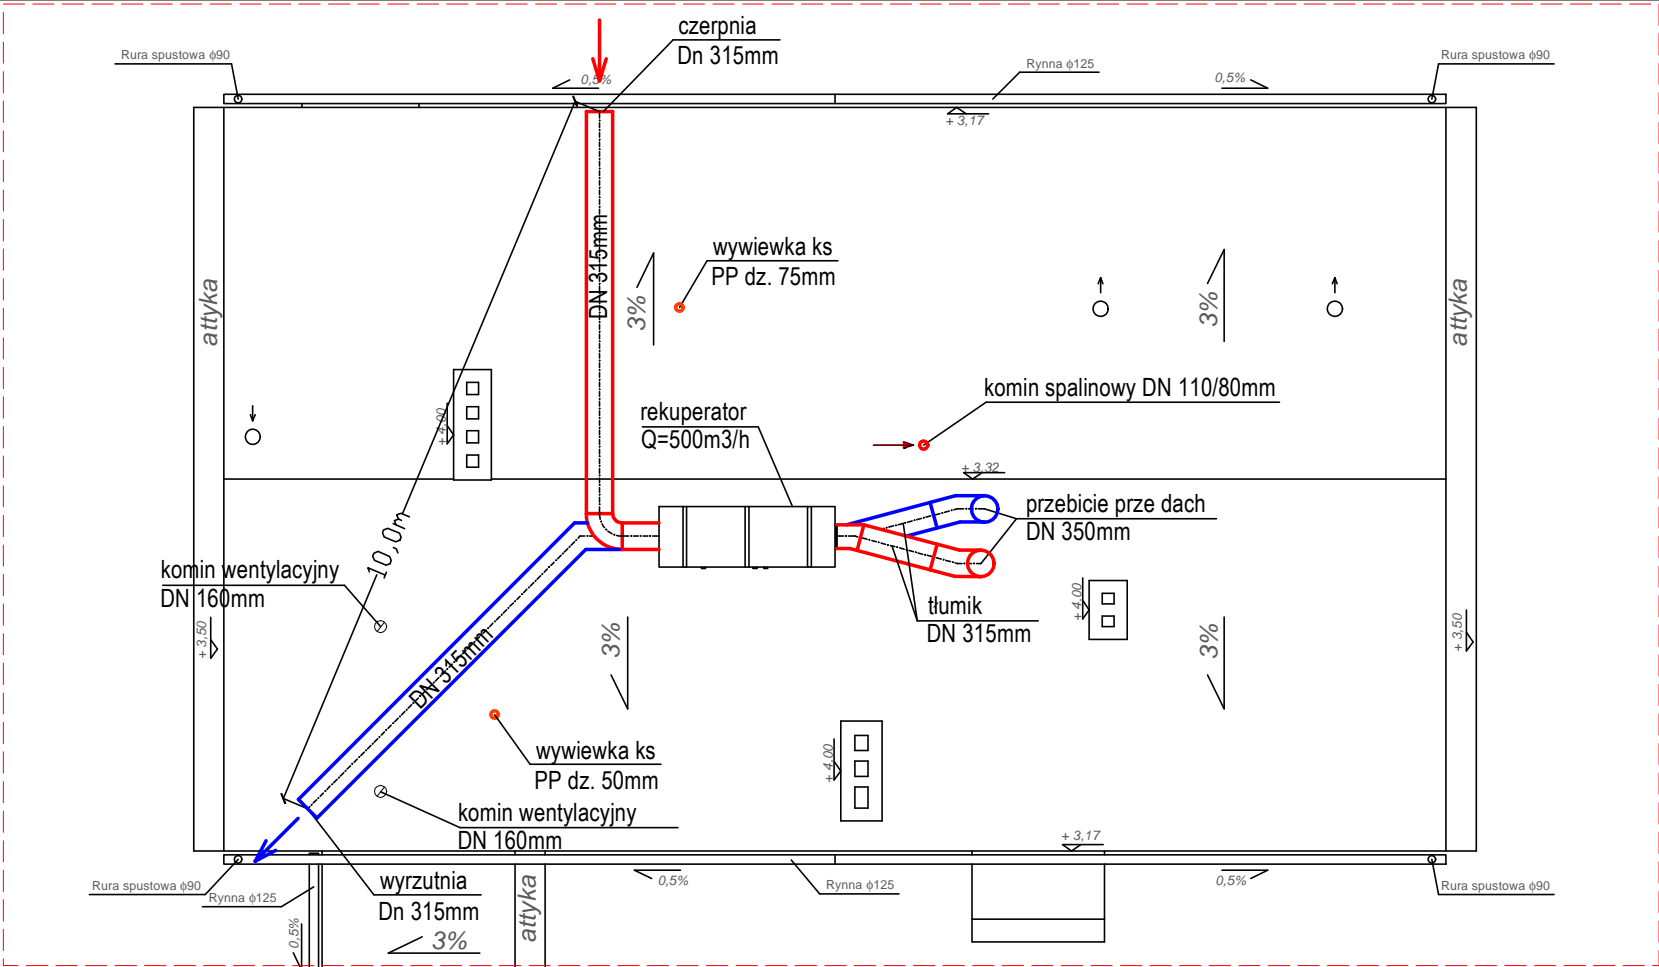 czerpnia
Dn 315mm
Rura spustowa ϕ90
Rynna ϕ125
Rura spustowa ϕ90
0,5%
0,5%
+ 3,17
DN 315mm
wywiewka ks
PP dz. 75mm
3%
3%
attyka
attyka
komin spalinowy DN 110/80mm
rekuperator
Q=500m3/h
+ 4,00
+ 3,32
przebicie prze dach
DN 350mm
10,0m
komin wentylacyjny
DN 160mm
tłumik
DN 315mm
+ 4,00
+ 3,50
+ 3,50
3%
3%
DN 315mm
wywiewka ks
PP dz. 50mm
+ 4,00
komin wentylacyjny
DN 160mm
+ 3,17
Rura spustowa ϕ90
Rynna ϕ125
wyrzutnia
Dn 315mm
attyka
0,5%
Rynna ϕ125
0,5%
Rura spustowa ϕ90
0,5%
3%